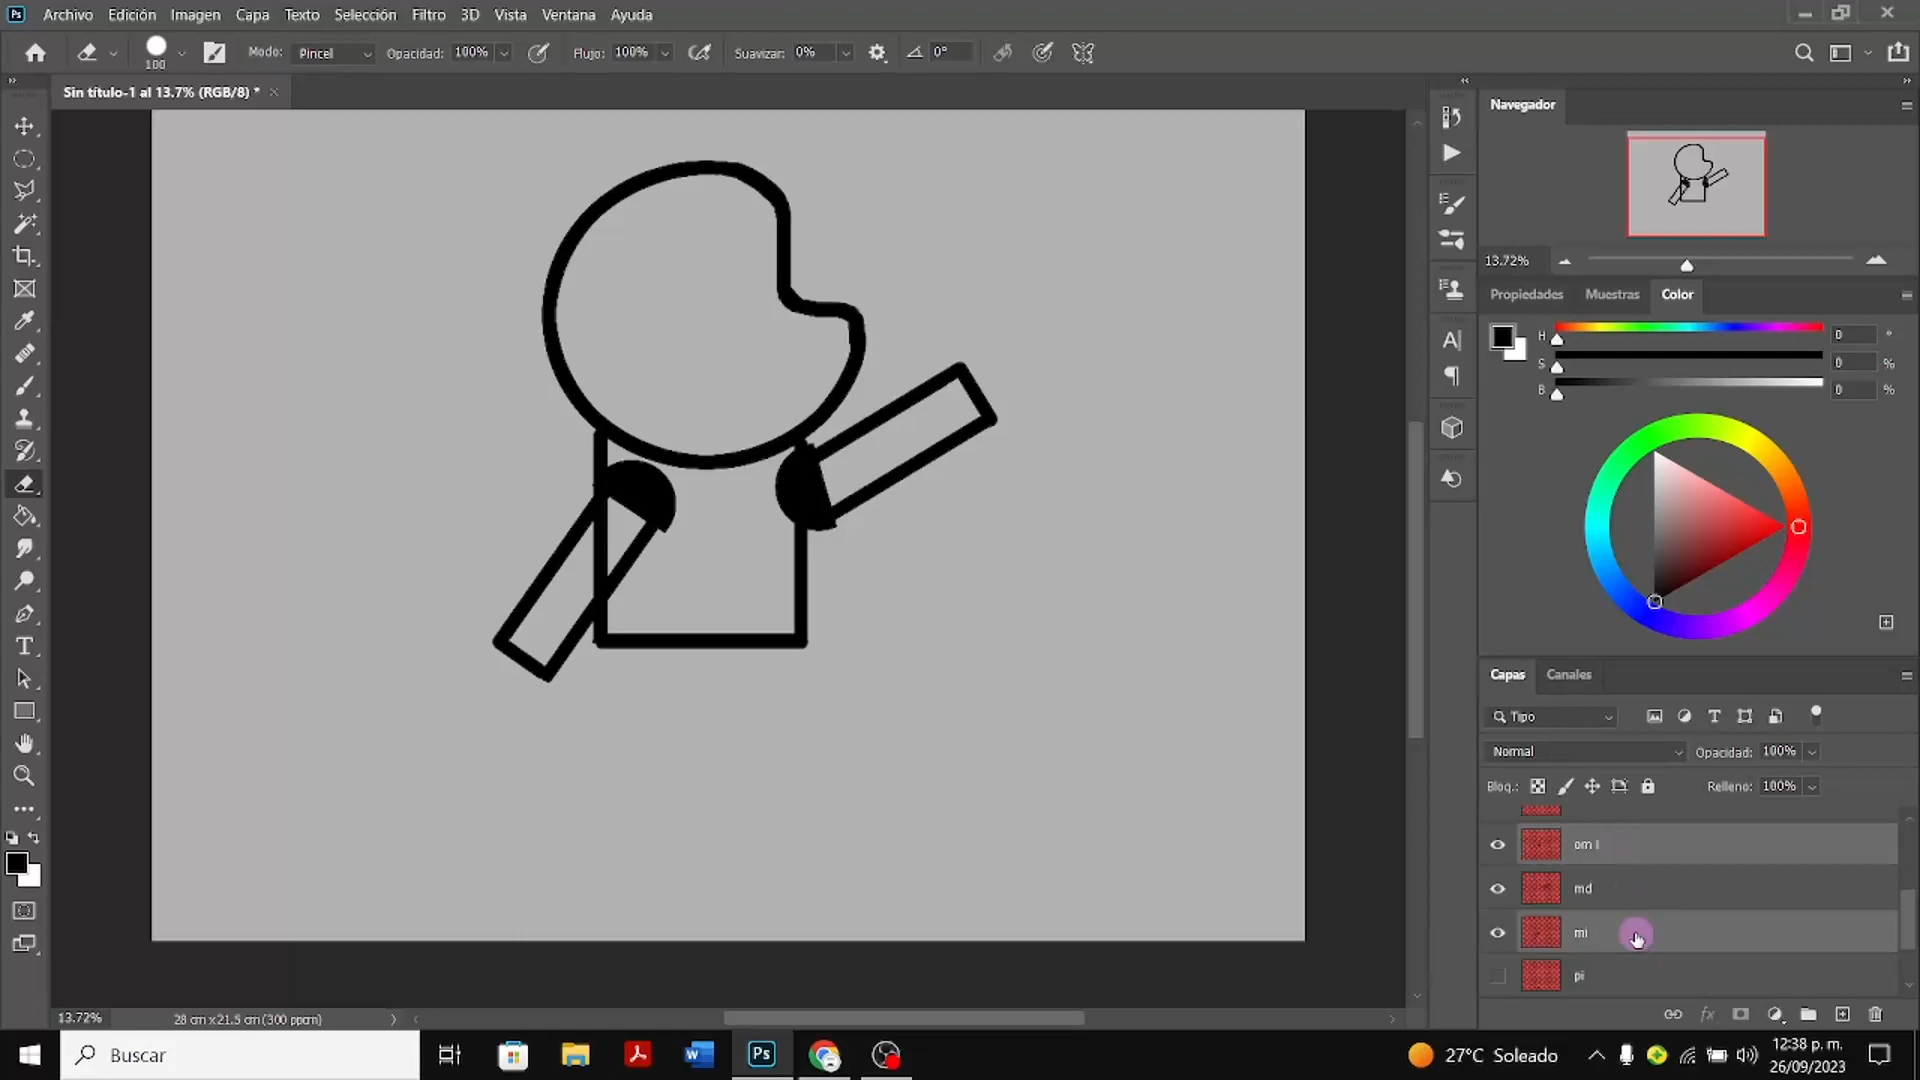 Ps Archivo Edición Imagen Capa Texto Selección Filtro 3D Vista Ventana Ayuda
100 Modo: Pincel Opacidad: 100% Flujo: 100% Suavizar: 0% 0°
Sin título-1 al 13.7% (RGB/8) *
Navegador
13.72%
Propiedades Muestras Color
H 0 °
S 0 %
B 0 %
Capas Canales
Tipo
Normal Opacidad: 100%
Bloq.: Relleno: 100%
om I
md
mi
pi
13.72% 28 cm x 21.5 cm (300 ppcm)
Buscar
Ps
27°C Soleado
12:38 p. m.
26/09/2023